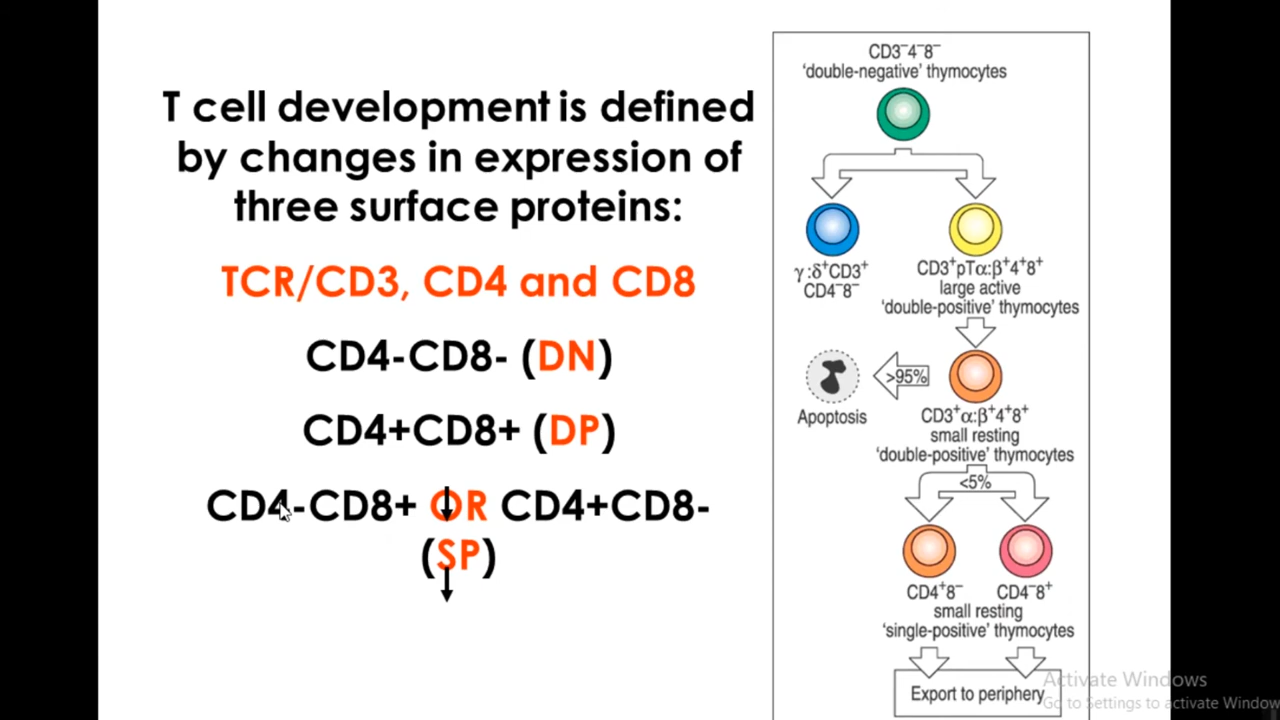 T cell development is defined
by changes in expression of
three surface proteins:
TCR/CD3, CD4 and CD8
CD4-CD8- (DN)
CD4+CD8+ (DP)
CD4-CD8+ OR CD4+CD8-
(SP)
CD3⁻4⁻8⁻
'double-negative' thymocytes
γ:δ⁺CD3⁺
CD4⁻8⁻
CD3⁺pTα:β⁺4⁺8⁺
large active
'double-positive' thymocytes
>95%
Apoptosis
CD3⁺α:β⁺4⁺8⁺
small resting
'double-positive' thymocytes
<5%
CD4⁺8⁻ CD4⁻8⁺
small resting
'single-positive' thymocytes
Export to periphery
Activate Windows
Go to Settings to activate Window